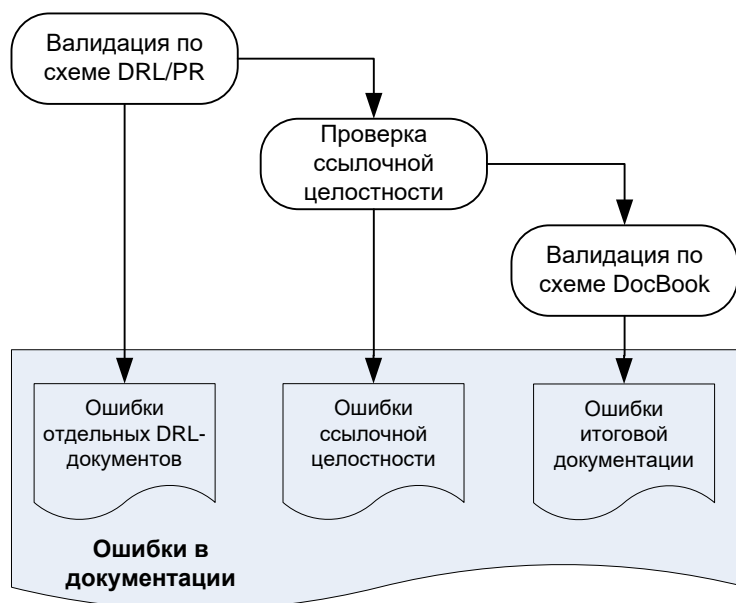 Валидация по
схеме DRL/PR
Проверка
ссылочной
целостности
Валидация по
схеме DocBook
Ошибки
отдельных DRL-
документов
Ошибки
ссылочной
целостности
Ошибки
итоговой
документации
Ошибки в
документации